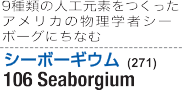 9種類の人工元素をつくった
アメリカの物理学者シー
ボーグにちなむ
シーボーギウム (271)
106 Seaborgium